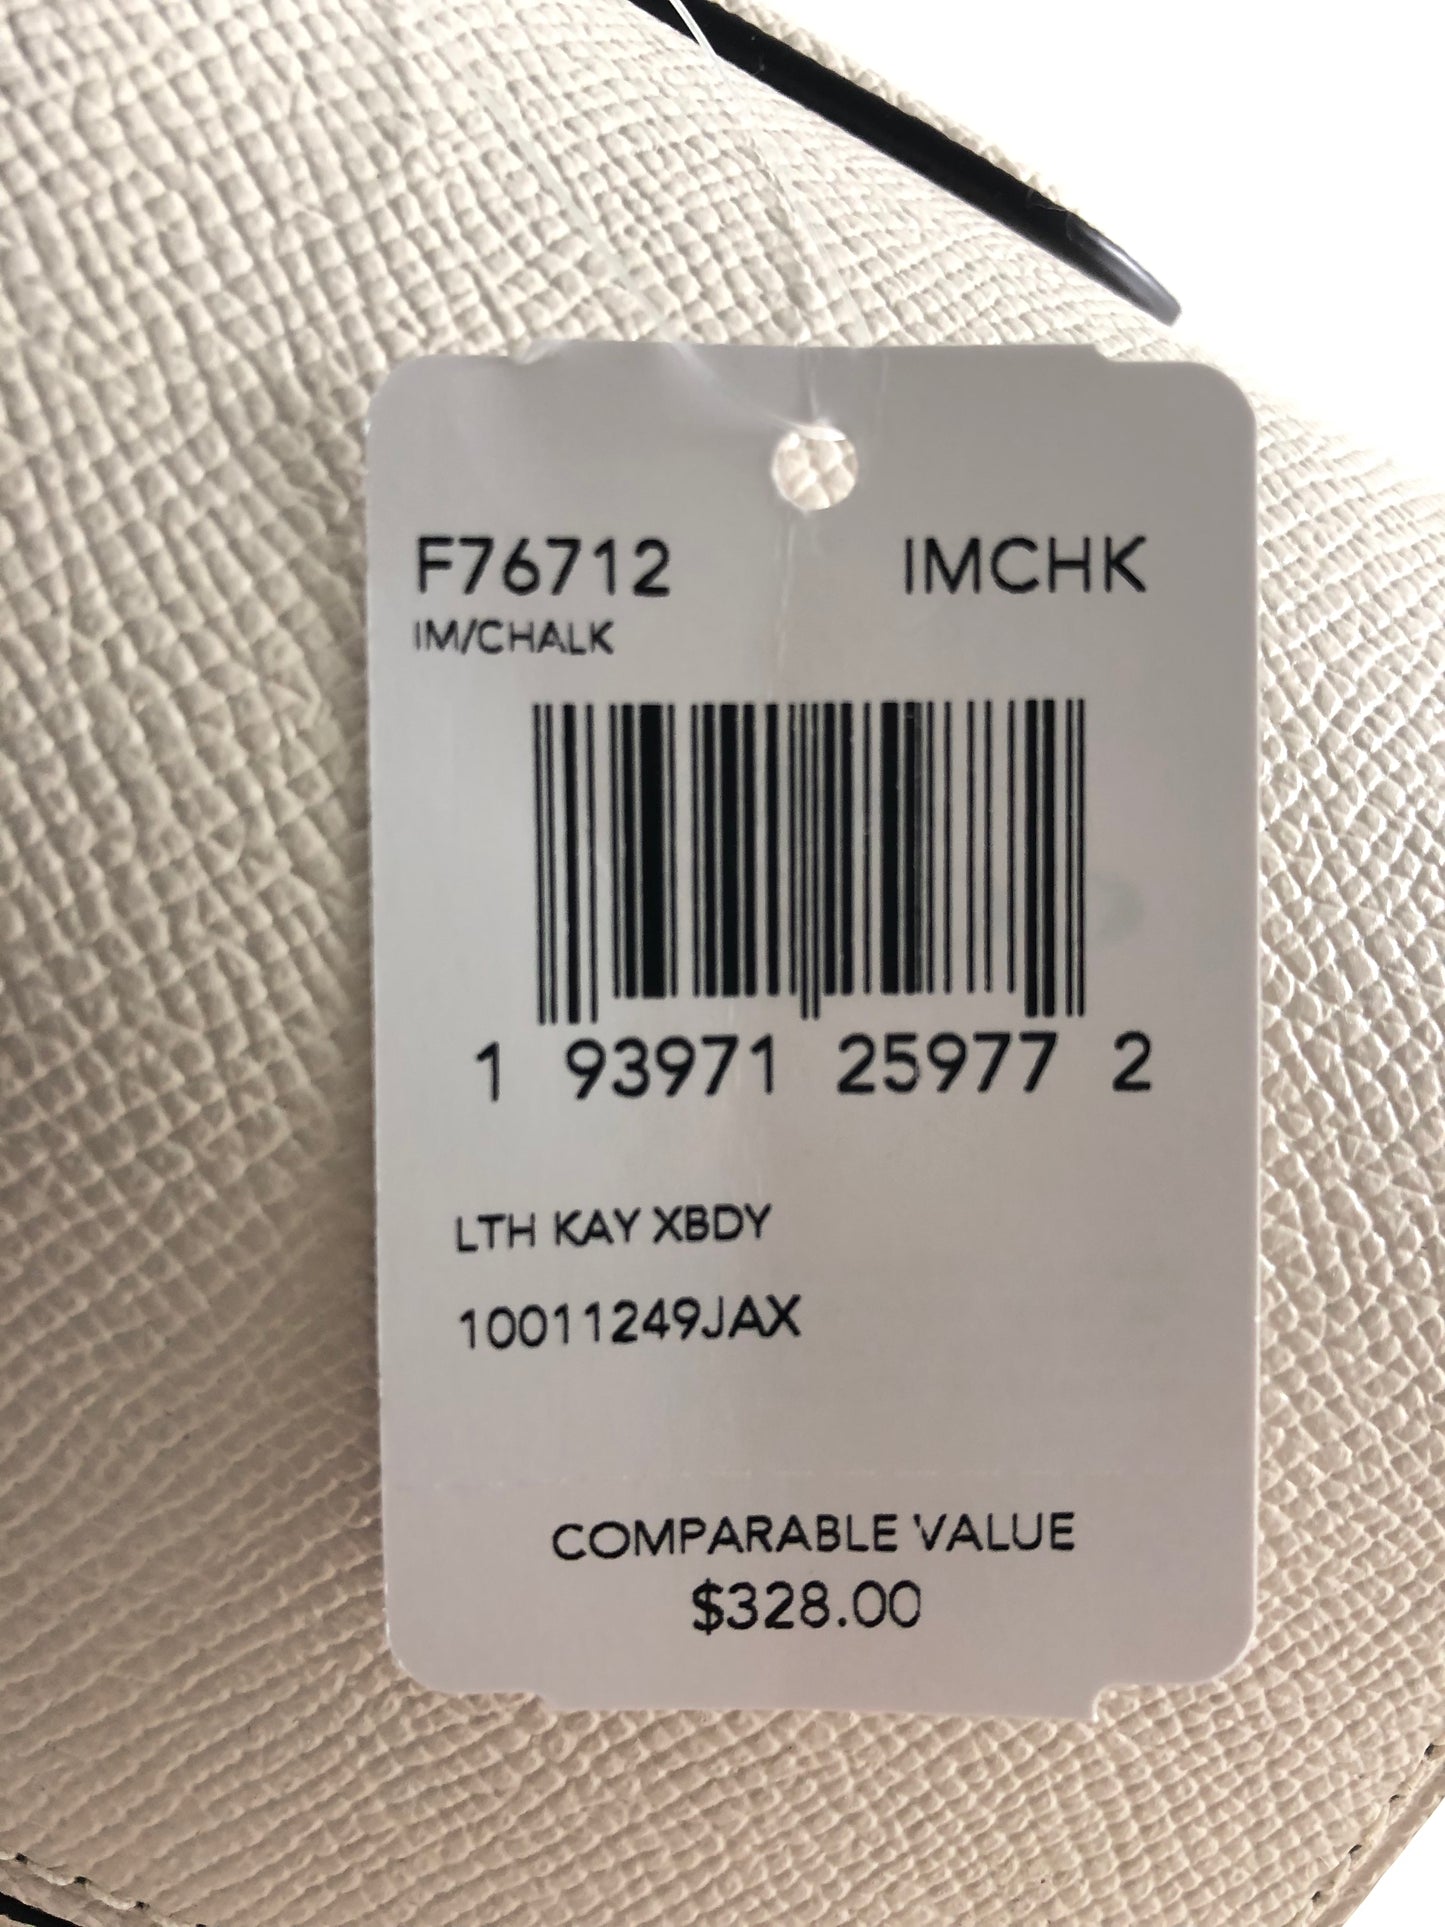 F76712 IMCHK
IM/CHALK
1 93971 25977 2
LTH KAY XBDY
10011249JAX
COMPARABLE VALUE
$328.00